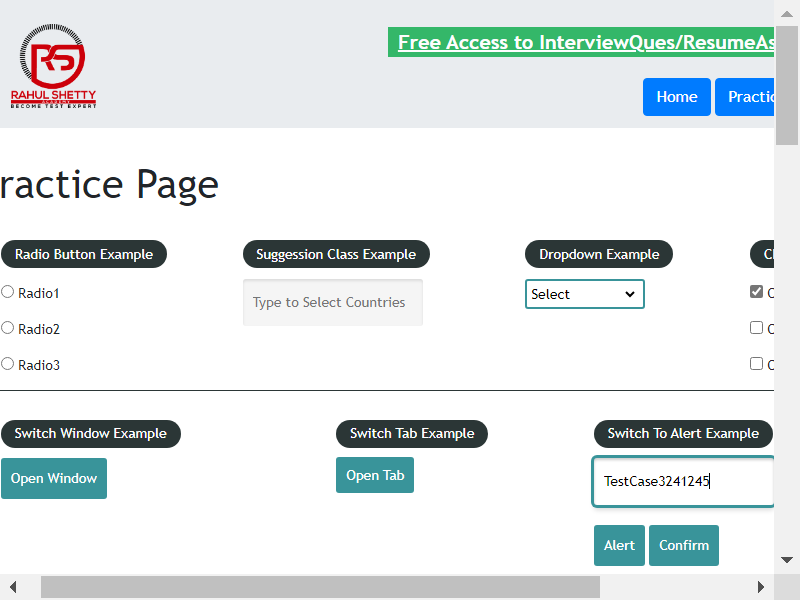 Free Access to InterviewQues/ResumeAs
RS
RAHUL SHETTY
ACADEMY
BECOME TEST EXPERT
Home
Practic
ractice Page
Radio Button Example
Suggession Class Example
Dropdown Example
Radio1
Type to Select Countries
Select
Radio2
Radio3
Switch Window Example
Switch Tab Example
Switch To Alert Example
Open Window
Open Tab
TestCase3241245
Alert
Confirm